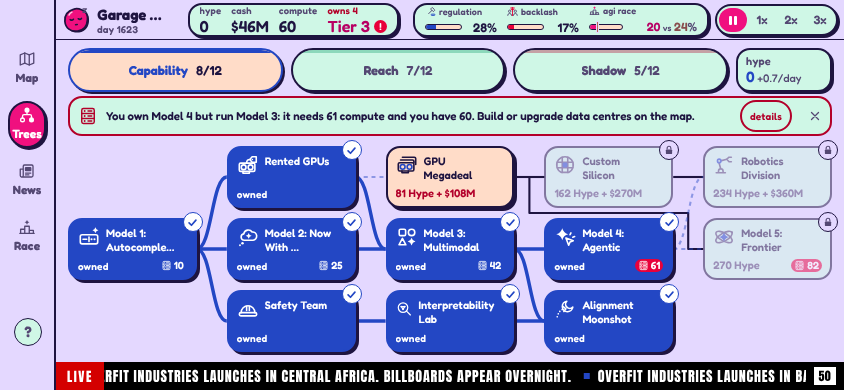 Garage ...
day 1623
hype
0
cash
$46M
compute
60
owns 4
Tier 3
regulation
28%
backlash
17%
agi race
20 vs 24%
1x
2x
3x
Map
Trees
News
Race
?
Capability 8/12
Reach 7/12
Shadow 5/12
hype
0 +0.7/day
You own Model 4 but run Model 3: it needs 61 compute and you have 60. Build or upgrade data centres on the map.
details
Rented GPUs
owned
GPU
Megadeal
81 Hype + $108M
Custom
Silicon
162 Hype + $270M
Robotics
Division
234 Hype + $360M
Model 1:
Autocomple...
owned
10
Model 2: Now
With ...
owned
25
Model 3:
Multimodal
owned
42
Model 4:
Agentic
owned
61
Model 5:
Frontier
270 Hype
82
Safety Team
owned
Interpretability
Lab
owned
Alignment
Moonshot
owned
LIVE
RFIT INDUSTRIES LAUNCHES IN CENTRAL AFRICA. BILLBOARDS APPEAR OVERNIGHT. OVERFIT INDUSTRIES LAUNCHES IN
50